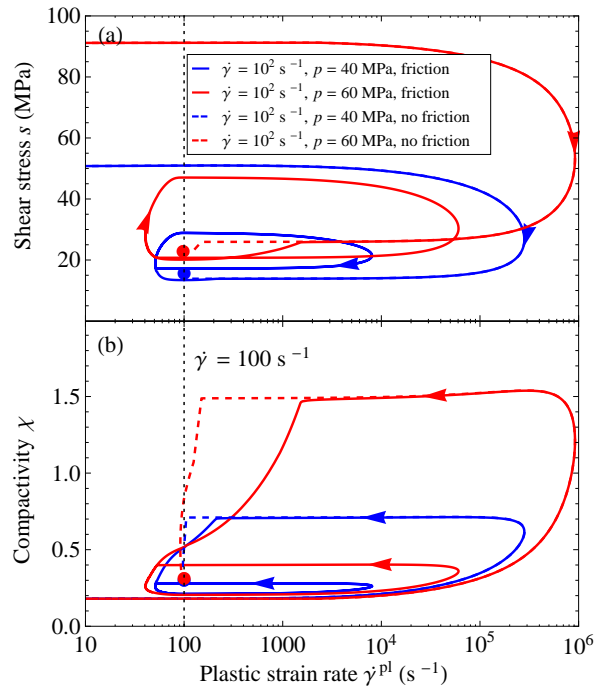 100
(a)
80
60
40
20
Shear stress s (MPa)
γ̇ = 10² s⁻¹, p = 40 MPa, friction
γ̇ = 10² s⁻¹, p = 60 MPa, friction
γ̇ = 10² s⁻¹, p = 40 MPa, no friction
γ̇ = 10² s⁻¹, p = 60 MPa, no friction
(b)
γ̇ = 100 s⁻¹
1.5
1.0
0.5
0.0
Compactivity χ
10 100 1000 10⁴ 10⁵ 10⁶
Plastic strain rate γ̇ᵖˡ (s⁻¹)